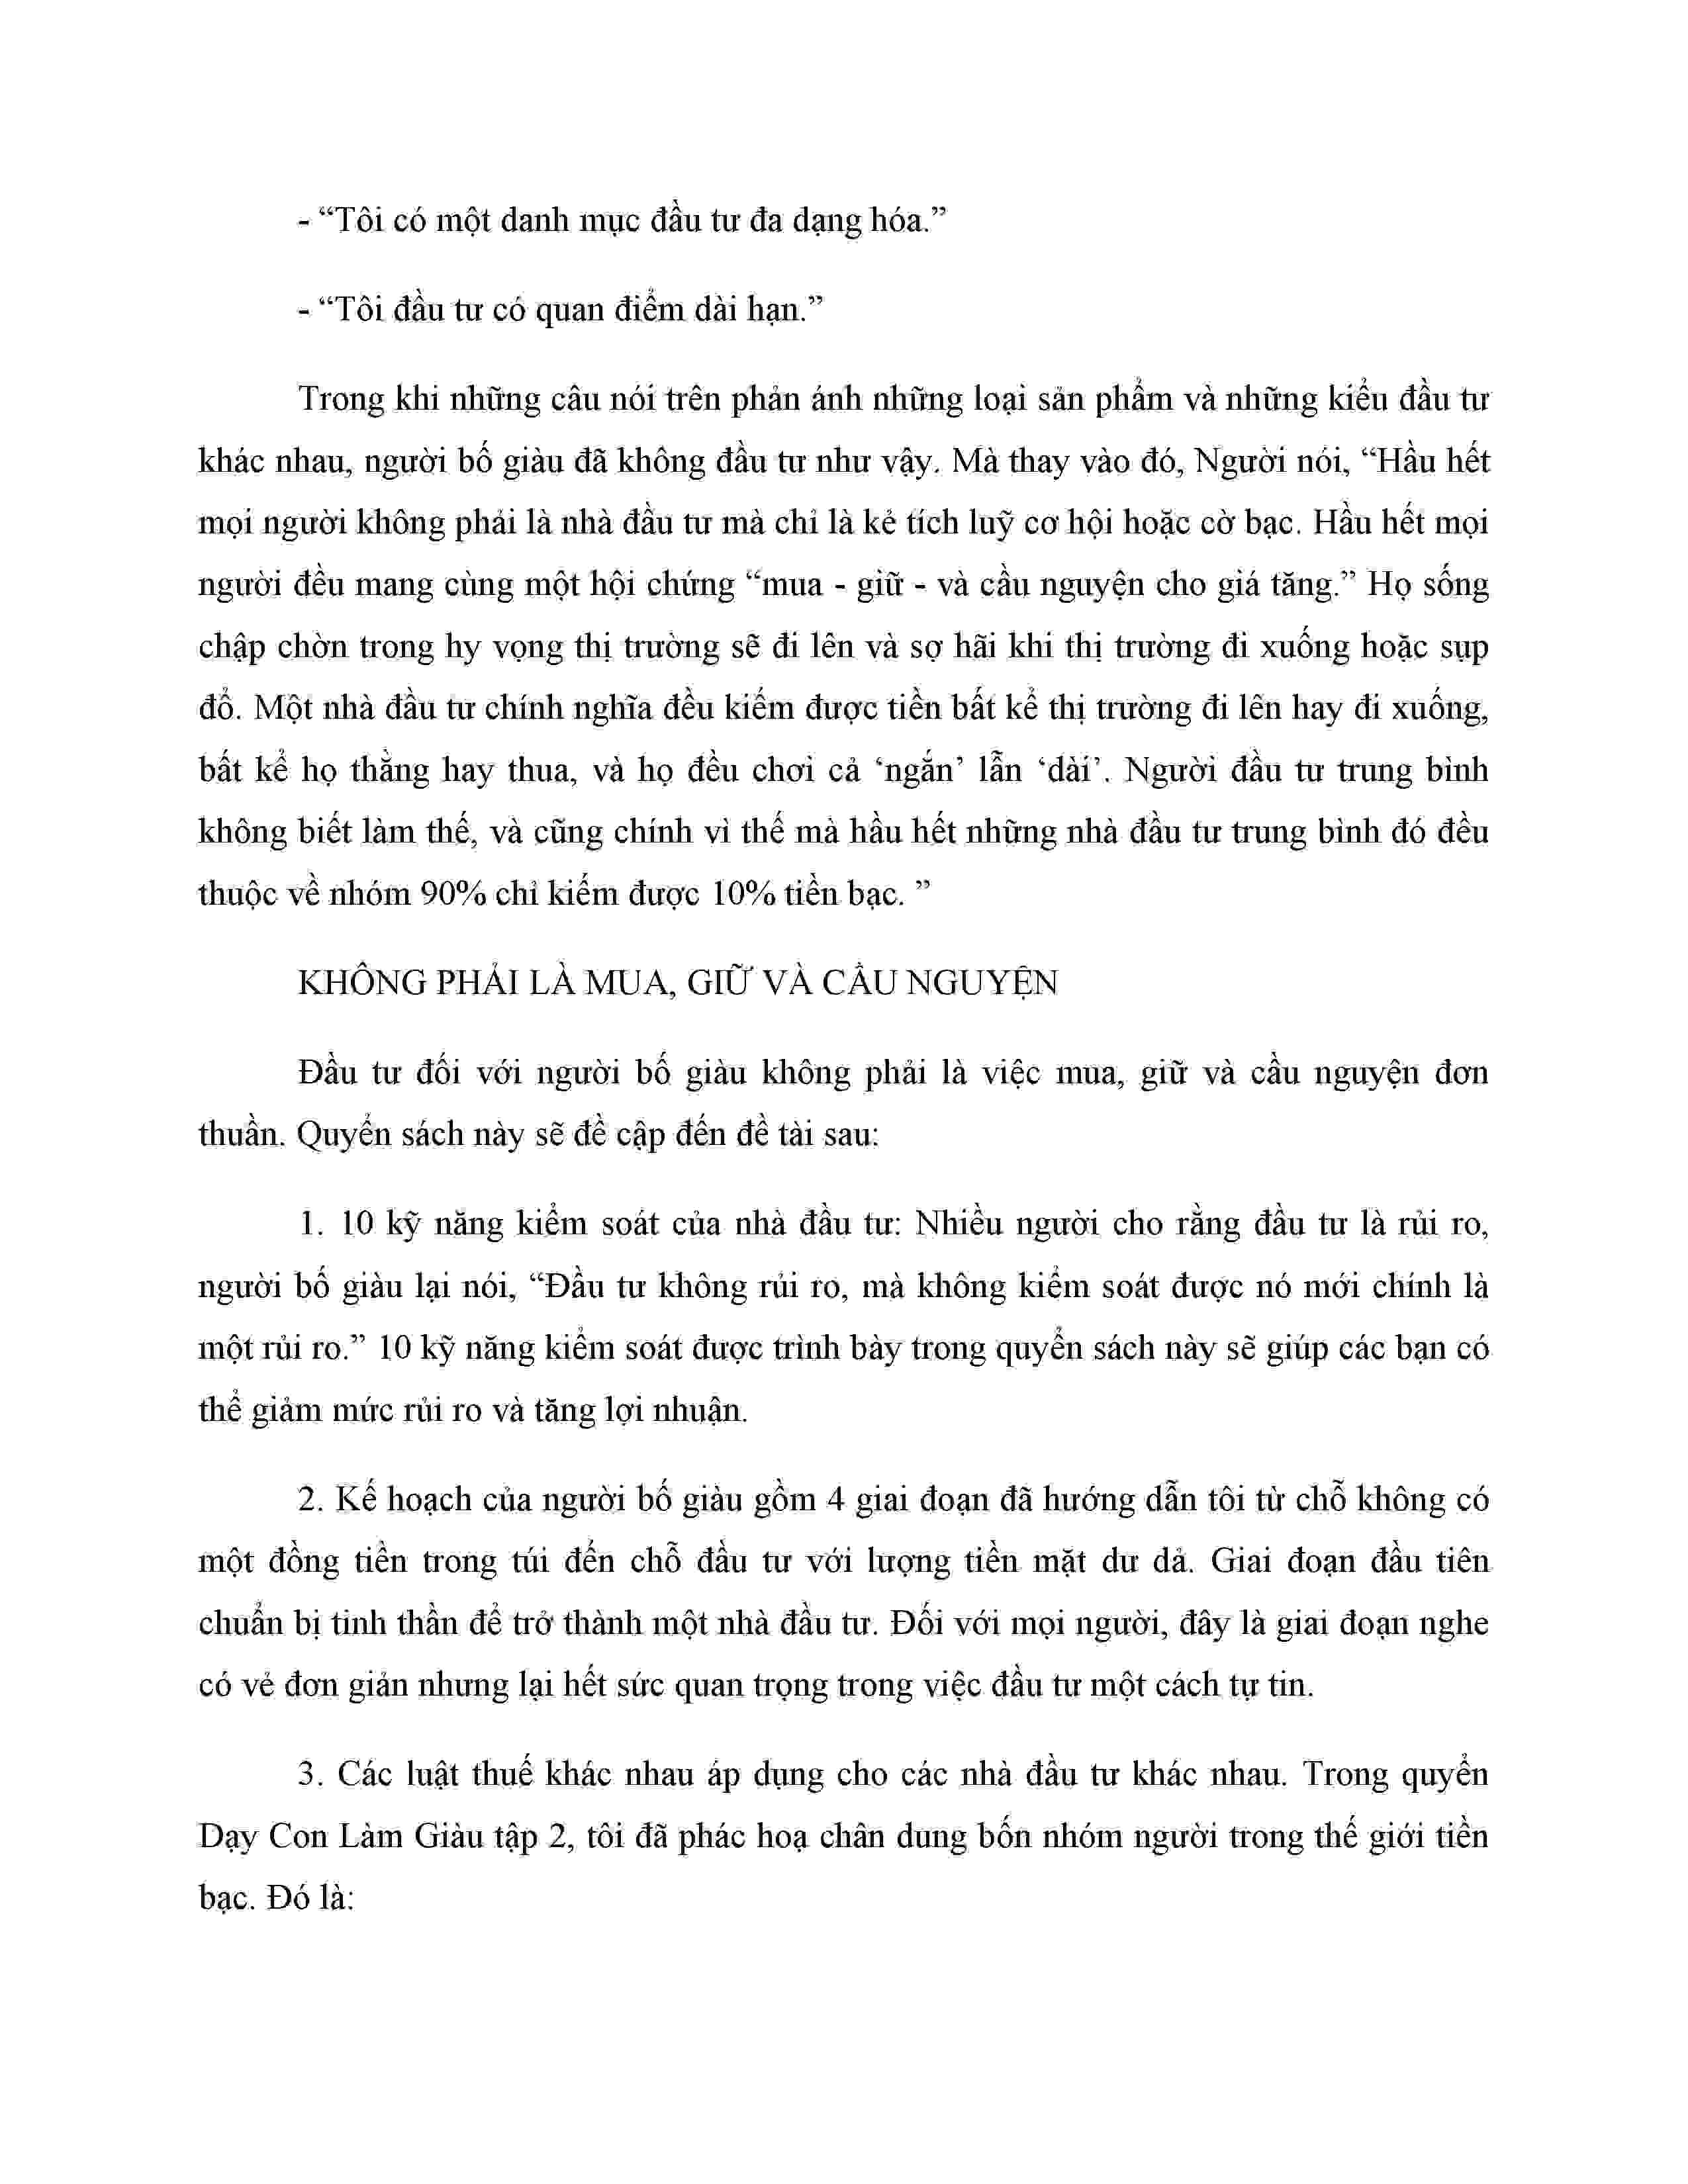 - “Tôi có một danh mục đầu tư đa dạng hóa.”
- “Tôi đầu tư có quan điểm dài hạn.”
Trong khi những câu nói trên phản ánh những loại sản phẩm và những kiểu đầu tư
khác nhau, người bố giàu đã không đầu tư như vậy. Mà thay vào đó, Người nói, “Hầu hết
mọi người không phải là nhà đầu tư mà chỉ là kẻ tích luỹ cơ hội hoặc cờ bạc. Hầu hết mọi
người đều mang cùng một hội chứng “mua - giữ - và cầu nguyện cho giá tăng.” Họ sống
chập chờn trong hy vọng thị trường sẽ đi lên và sợ hãi khi thị trường đi xuống hoặc sụp
đổ. Một nhà đầu tư chính nghĩa đều kiếm được tiền bất kể thị trường đi lên hay đi xuống,
bất kể họ thằng hay thua, và họ đều chơi cả ‘ngắn’ lẫn ‘dài’. Người đầu tư trung bình
không biết làm thế, và cũng chính vì thế mà hầu hết những nhà đầu tư trung bình đó đều
thuộc về nhóm 90% chỉ kiếm được 10% tiền bạc. ”
KHÔNG PHẢI LÀ MUA, GIỮ VÀ CẦU NGUYỆN
Đầu tư đối với người bố giàu không phải là việc mua, giữ và cầu nguyện đơn
thuần. Quyển sách này sẽ đề cập đến đề tài sau:
1. 10 kỹ năng kiểm soát của nhà đầu tư: Nhiều người cho rằng đầu tư là rủi ro,
người bố giàu lại nói, “Đầu tư không rủi ro, mà không kiểm soát được nó mới chính là
một rủi ro.” 10 kỹ năng kiểm soát được trình bày trong quyển sách này sẽ giúp các bạn có
thể giảm mức rủi ro và tăng lợi nhuận.
2. Kế hoạch của người bố giàu gồm 4 giai đoạn đã hướng dẫn tôi từ chỗ không có
một đồng tiền trong túi đến chỗ đầu tư với lượng tiền mặt dư dả. Giai đoạn đầu tiên
chuẩn bị tinh thần để trở thành một nhà đầu tư. Đối với mọi người, đây là giai đoạn nghe
có vẻ đơn giản nhưng lại hết sức quan trọng trong việc đầu tư một cách tự tin.
3. Các luật thuế khác nhau áp dụng cho các nhà đầu tư khác nhau. Trong quyển
Dạy Con Làm Giàu tập 2, tôi đã phác hoạ chân dung bốn nhóm người trong thế giới tiền
bạc. Đó là: